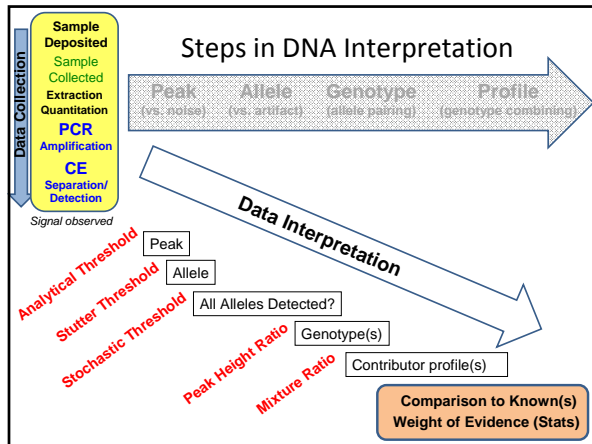 Steps in DNA Interpretation
Data Collection
Sample
Deposited
Sample
Collected
Extraction
Quantitation
PCR
Amplification
CE
Separation/
Detection
Signal observed
Peak
(vs. noise)
Allele
(vs. artifact)
Genotype
(allele pairing)
Profile
(genotype combining)
Data Interpretation
Analytical Threshold
Peak
Stutter Threshold
Allele
Stochastic Threshold
All Alleles Detected?
Peak Height Ratio
Genotype(s)
Mixture Ratio
Contributor profile(s)
Comparison to Known(s)
Weight of Evidence (Stats)